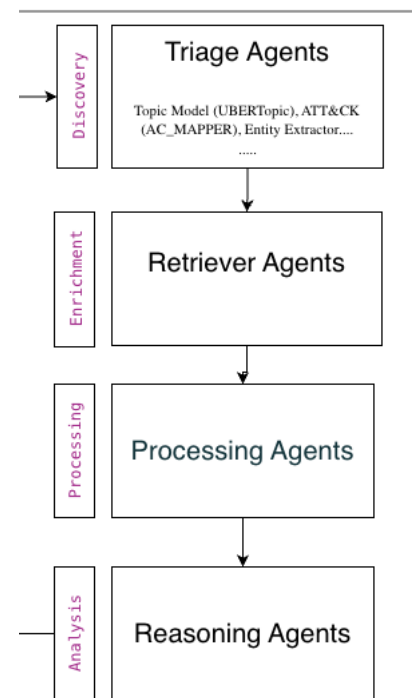 Discovery
Triage Agents
Topic Model (UBERTopic), ATT&CK
(AC_MAPPER), Entity Extractor....
.....
Enrichment
Retriever Agents
Processing
Processing Agents
Analysis
Reasoning Agents